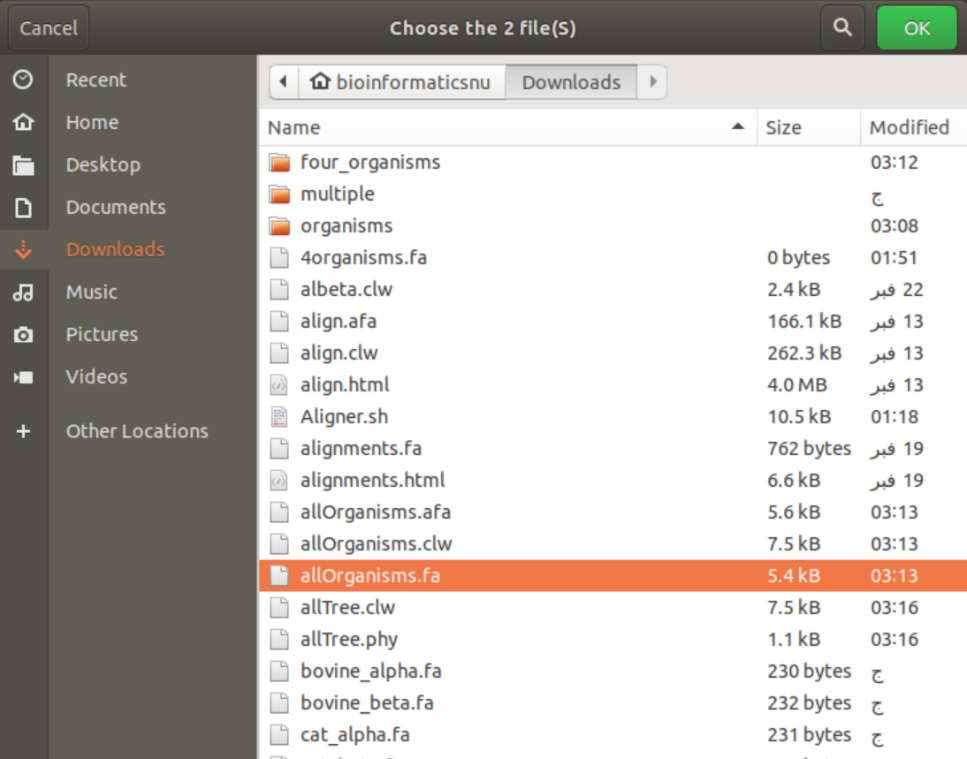 Cancel
Choose the 2 file(S)
OK
Recent
Home
Desktop
Documents
Downloads
Music
Pictures
Videos
+ Other Locations
bioinformaticsnu Downloads
Name Size Modified
four_organisms 03:12
multiple ج
organisms 03:08
4organisms.fa 0 bytes 01:51
albeta.clw 2.4 kB 22 فبر
align.afa 166.1 kB 13 فبر
align.clw 262.3 kB 13 فبر
align.html 4.0 MB 13 فبر
Aligner.sh 10.5 kB 01:18
alignments.fa 762 bytes 19 فبر
alignments.html 6.6 kB 19 فبر
allOrganisms.afa 5.6 kB 03:13
allOrganisms.clw 7.5 kB 03:13
allOrganisms.fa 5.4 kB 03:13
allTree.clw 7.5 kB 03:16
allTree.phy 1.1 kB 03:16
bovine_alpha.fa 230 bytes ج
bovine_beta.fa 232 bytes ج
cat_alpha.fa 231 bytes ج